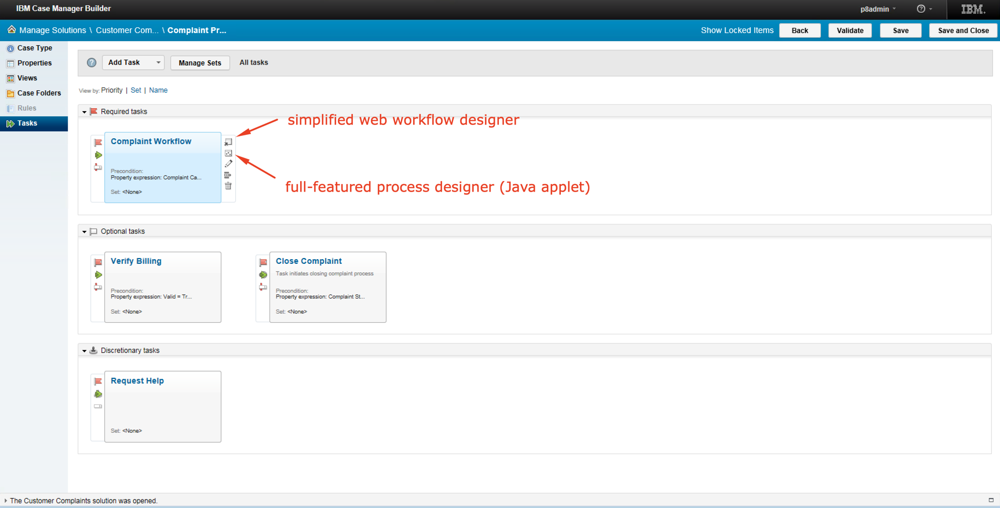 IBM Case Manager Builder
p8admin
?
IBM.
Manage Solutions \ Customer Com... \ Complaint Pr...
Show Locked Items
Back
Validate
Save
Save and Close
Case Type
Properties
Views
Case Folders
Rules
Tasks
?
Add Task
Manage Sets
All tasks
View by: Priority | Set | Name
Required tasks
simplified web workflow designer
Complaint Workflow
Precondition:
Property expression: Complaint Ca...
Set: <None>
full-featured process designer (Java applet)
Optional tasks
Verify Billing
Precondition:
Property expression: Valid = Tr...
Set: <None>
Close Complaint
Task initiates closing complaint process
Precondition:
Property expression: Complaint St...
Set: <None>
Discretionary tasks
Request Help
Set: <None>
The Customer Complaints solution was opened.